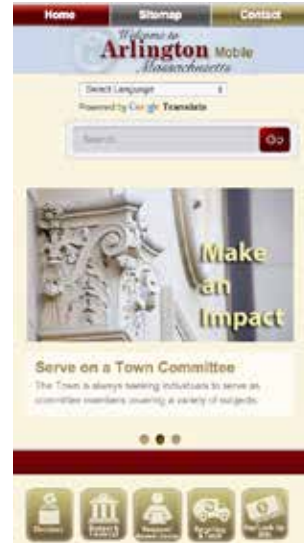 Home Sitemap Contact
Welcome to
Arlington Mobile
Massachusetts
Select Language
Powered by Google Translate
Search
Go
Make
an
Impact
Serve on a Town Committee
The Town is always seeking individuals to serve as
committee members covering a variety of subjects.